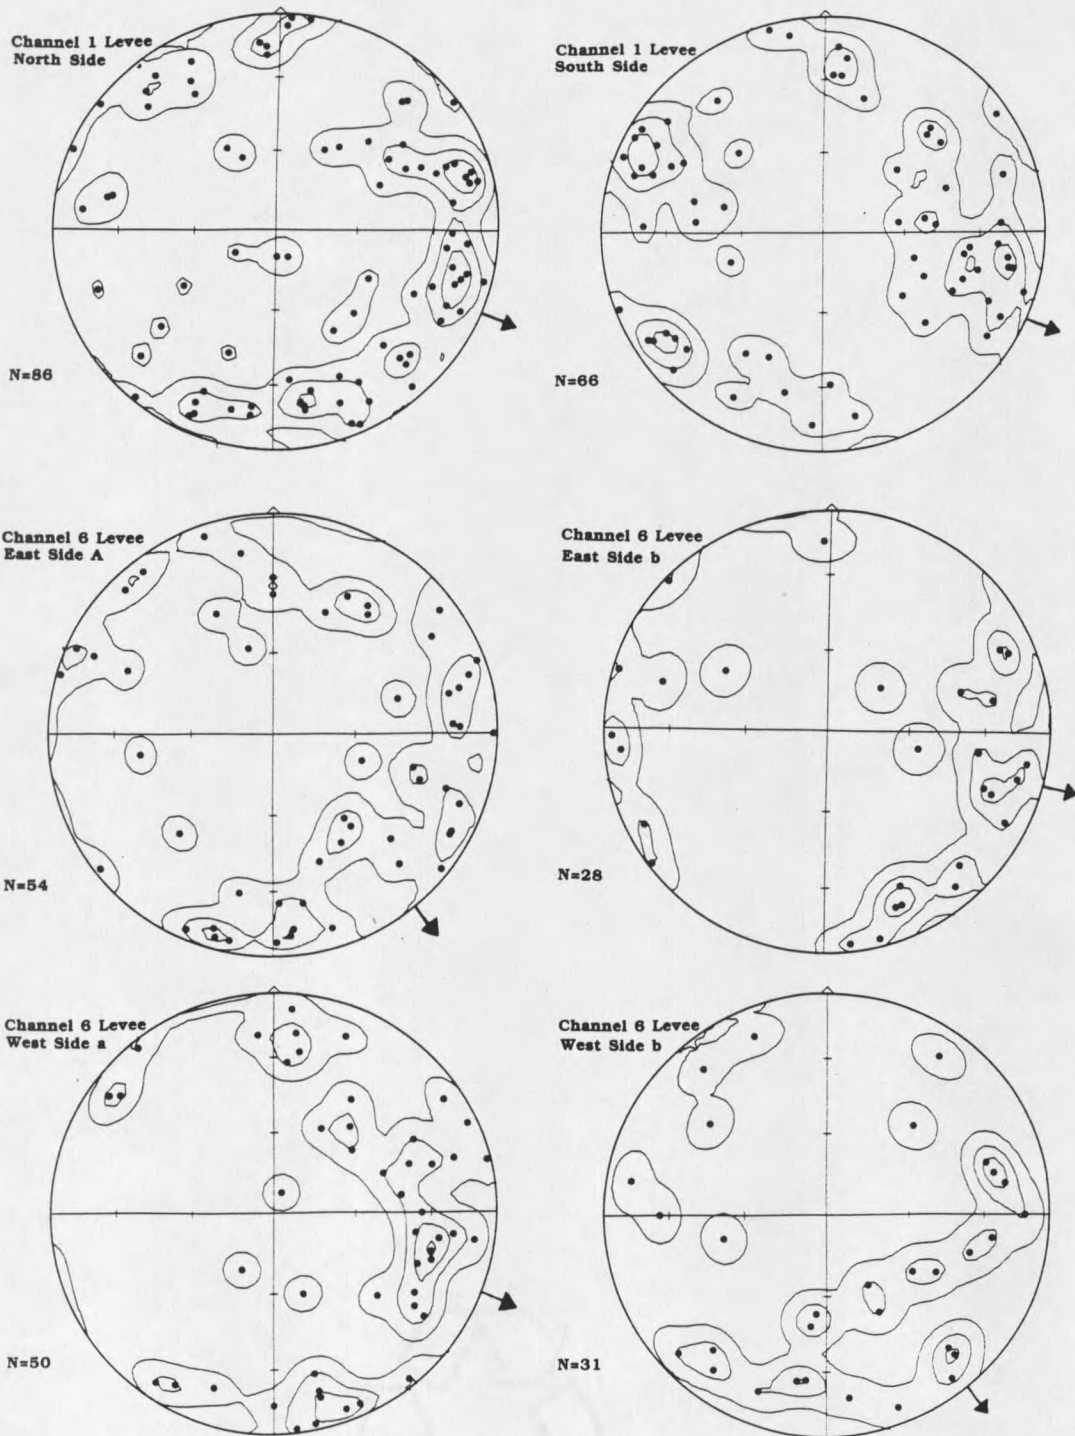 Channel 1 Levee
North Side
N=86
Channel 1 Levee
South Side
N=66
Channel 6 Levee
East Side A
N=54
Channel 6 Levee
East Side b
N=28
Channel 6 Levee
West Side a
N=50
Channel 6 Levee
West Side b
N=31